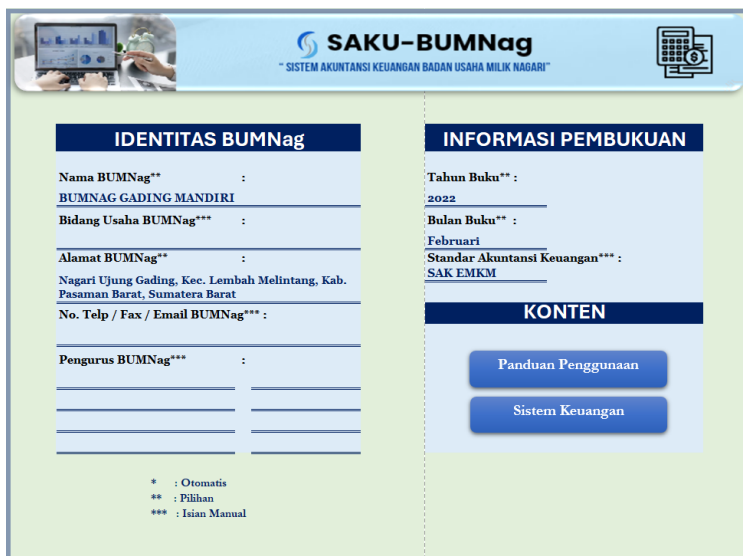 SAKU-BUMNag
" SISTEM AKUNTANSI KEUANGAN BADAN USAHA MILIK NAGARI"
IDENTITAS BUMNag
Nama BUMNag** :
BUMNAG GADING MANDIRI
Bidang Usaha BUMNag*** :
Alamat BUMNag** :
Nagari Ujung Gading, Kec. Lembah Melintang, Kab.
Pasaman Barat, Sumatera Barat
No. Telp / Fax / Email BUMNag*** :
Pengurus BUMNag*** :
* : Otomatis
** : Pilihan
*** : Isian Manual
INFORMASI PEMBUKUAN
Tahun Buku** :
2022
Bulan Buku** :
Februari
Standar Akuntansi Keuangan*** :
SAK EMKM
KONTEN
Panduan Penggunaan
Sistem Keuangan